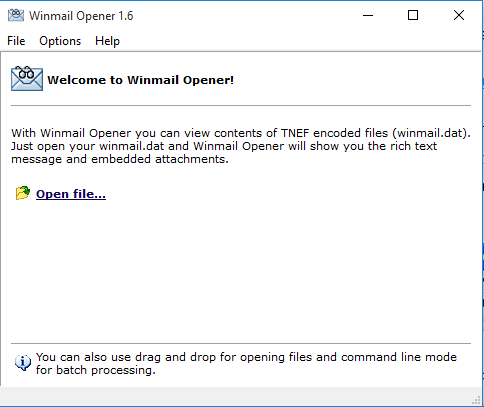 Winmail Opener 1.6
File Options Help
Welcome to Winmail Opener!
With Winmail Opener you can view contents of TNEF encoded files (winmail.dat).
Just open your winmail.dat and Winmail Opener will show you the rich text
message and embedded attachments.
Open file...
You can also use drag and drop for opening files and command line mode
for batch processing.